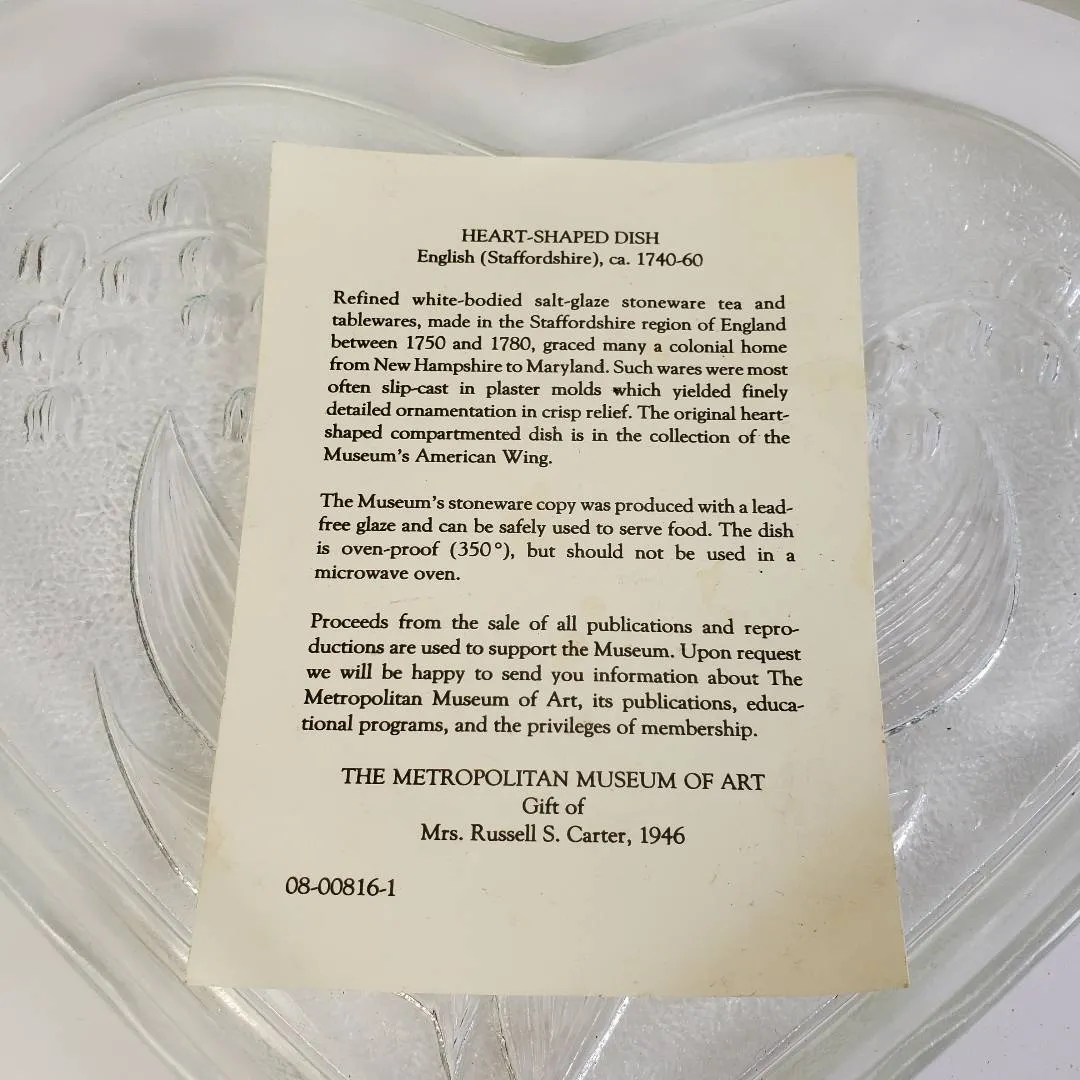 HEART-SHAPED DISH
English (Staffordshire), ca. 1740-60
Refined white-bodied salt-glaze stoneware tea and
tablewares, made in the Staffordshire region of England
between 1750 and 1780, graced many a colonial home
from New Hampshire to Maryland. Such wares were most
often slip-cast in plaster molds which yielded finely
detailed ornamentation in crisp relief. The original heart-
shaped compartmented dish is in the collection of the
Museum's American Wing.
The Museum's stoneware copy was produced with a lead-
free glaze and can be safely used to serve food. The dish
is oven-proof (350°), but should not be used in a
microwave oven.
Proceeds from the sale of all publications and repro-
ductions are used to support the Museum. Upon request
we will be happy to send you information about The
Metropolitan Museum of Art, its publications, educa-
tional programs, and the privileges of membership.
THE METROPOLITAN MUSEUM OF ART
Gift of
Mrs. Russell S. Carter, 1946
08-00816-1